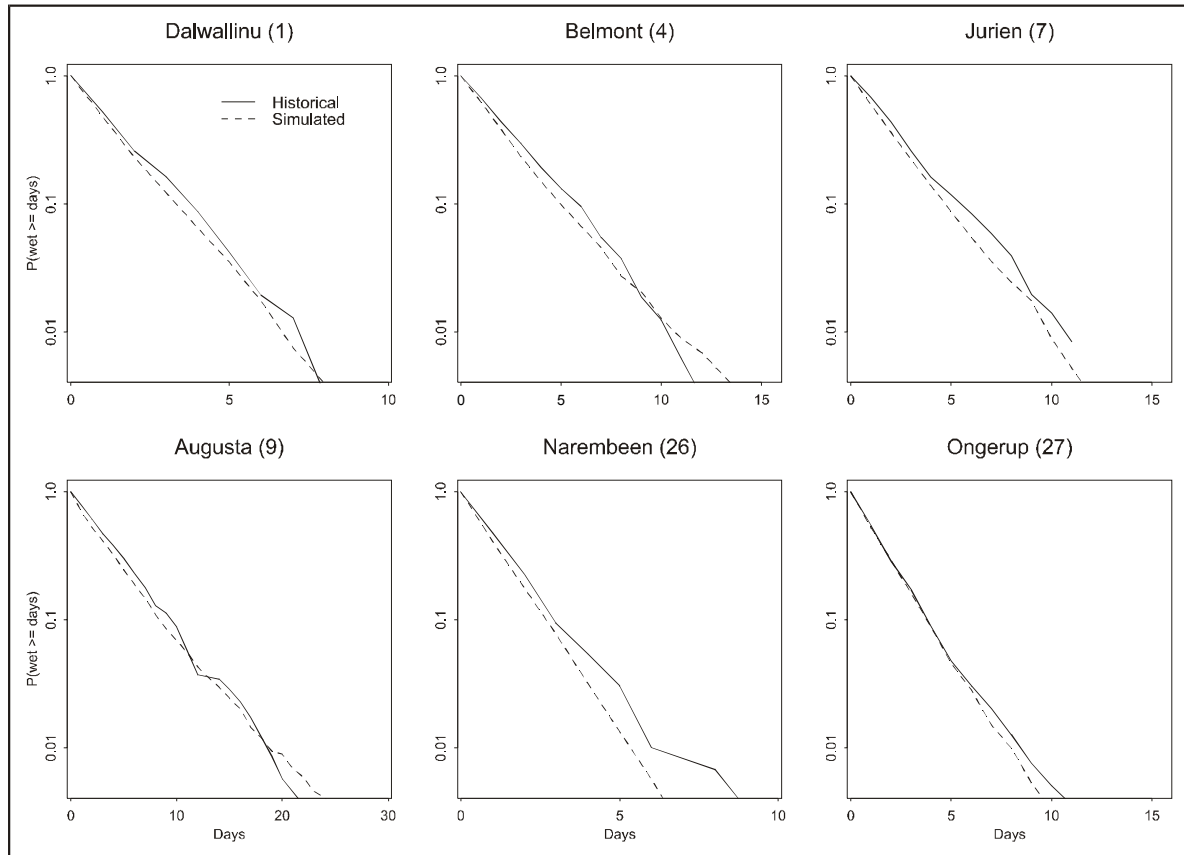 Dalwallinu (1)
Belmont (4)
Jurien (7)
P(wet >= days)
1.0
0.1
0.01
Historical
Simulated
0 5 10
1.0
0.1
0.01
0 5 10 15
1.0
0.1
0.01
0 5 10 15
Augusta (9)
Narembeen (26)
Ongerup (27)
P(wet >= days)
1.0
0.1
0.01
0 10 20 30
Days
1.0
0.1
0.01
0 5 10
Days
1.0
0.1
0.01
0 5 10 15
Days